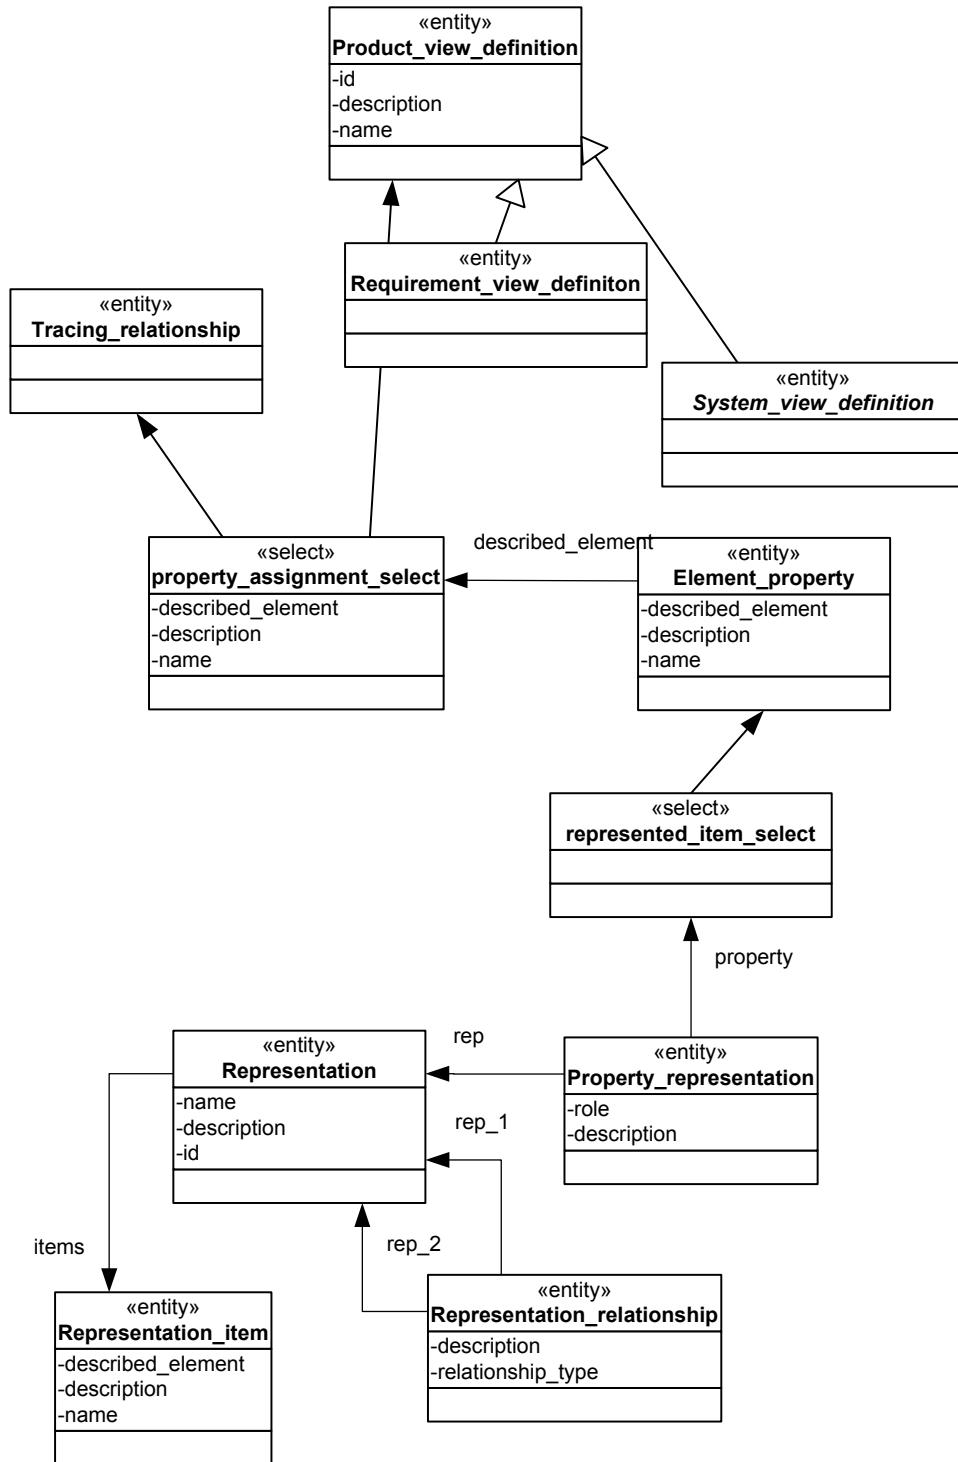 «entity»
Product_view_definition
-id
-description
-name
«entity»
Requirement_view_definiton
«entity»
Tracing_relationship
«entity»
System_view_definition
«select»
property_assignment_select
-described_element
-description
-name
described_element
«entity»
Element_property
-described_element
-description
-name
«select»
represented_item_select
property
«entity»
Representation
-name
-description
-id
rep
rep_1
«entity»
Property_representation
-role
-description
items
rep_2
«entity»
Representation_item
-described_element
-description
-name
«entity»
Representation_relationship
-description
-relationship_type